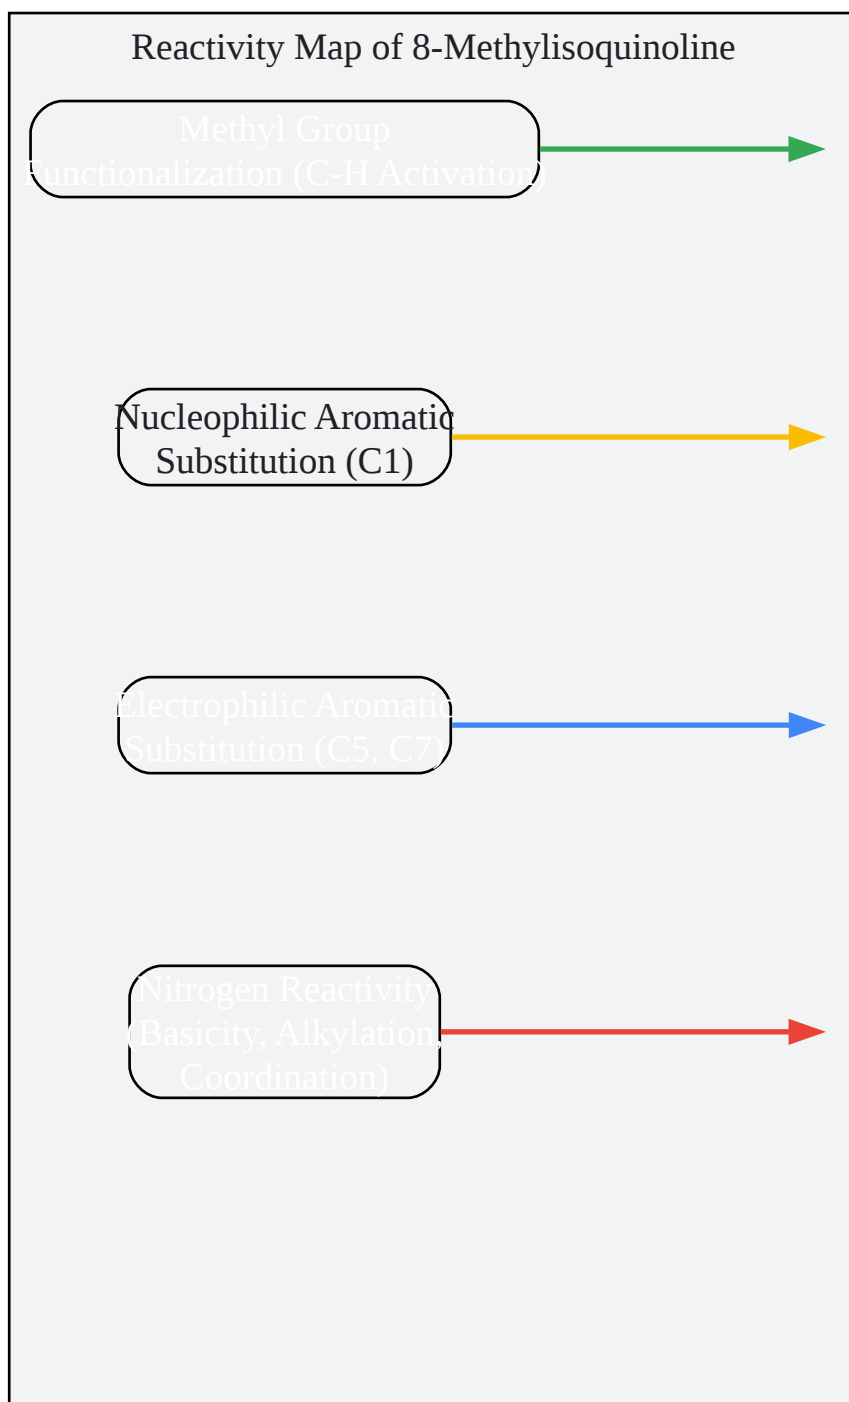 Reactivity Map of 8-Methylisoquinoline
Methyl Group
Functionalization (C-H Activation)
Nucleophilic Aromatic
Substitution (C1)
Electrophilic Aromatic
Substitution (C5, C7)
Nitrogen Reactivity
(Basicity, Alkylation,
Coordination)